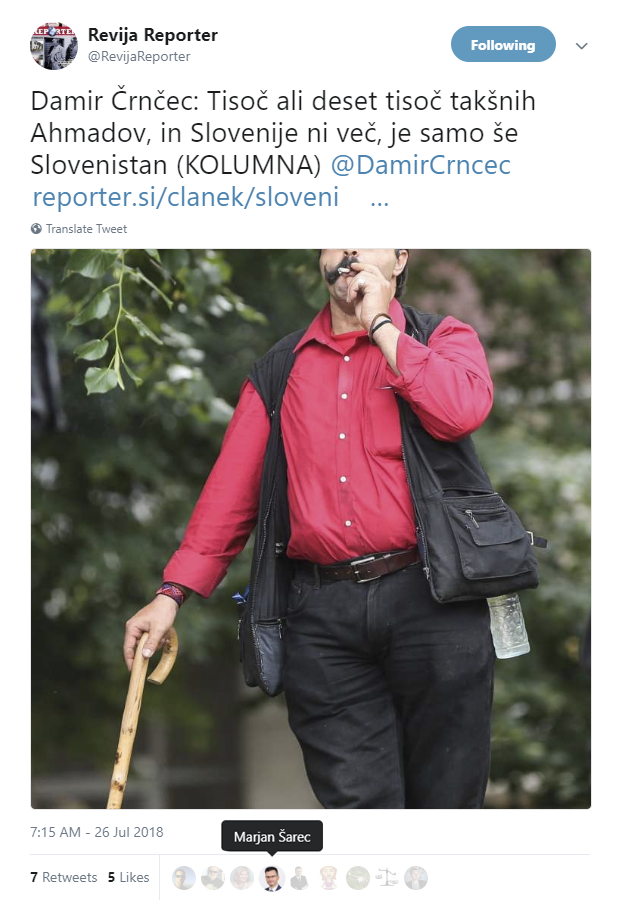 Revija Reporter
@RevijaReporter
Following
Damir Črnčec: Tisoč ali deset tisoč takšnih
Ahmadov, in Slovenije ni več, je samo še
Slovenistan (KOLUMNA) @DamirCrncec
reporter.si/clanek/sloveni …
Translate Tweet
7:15 AM - 26 Jul 2018
Marjan Šarec
7 Retweets 5 Likes